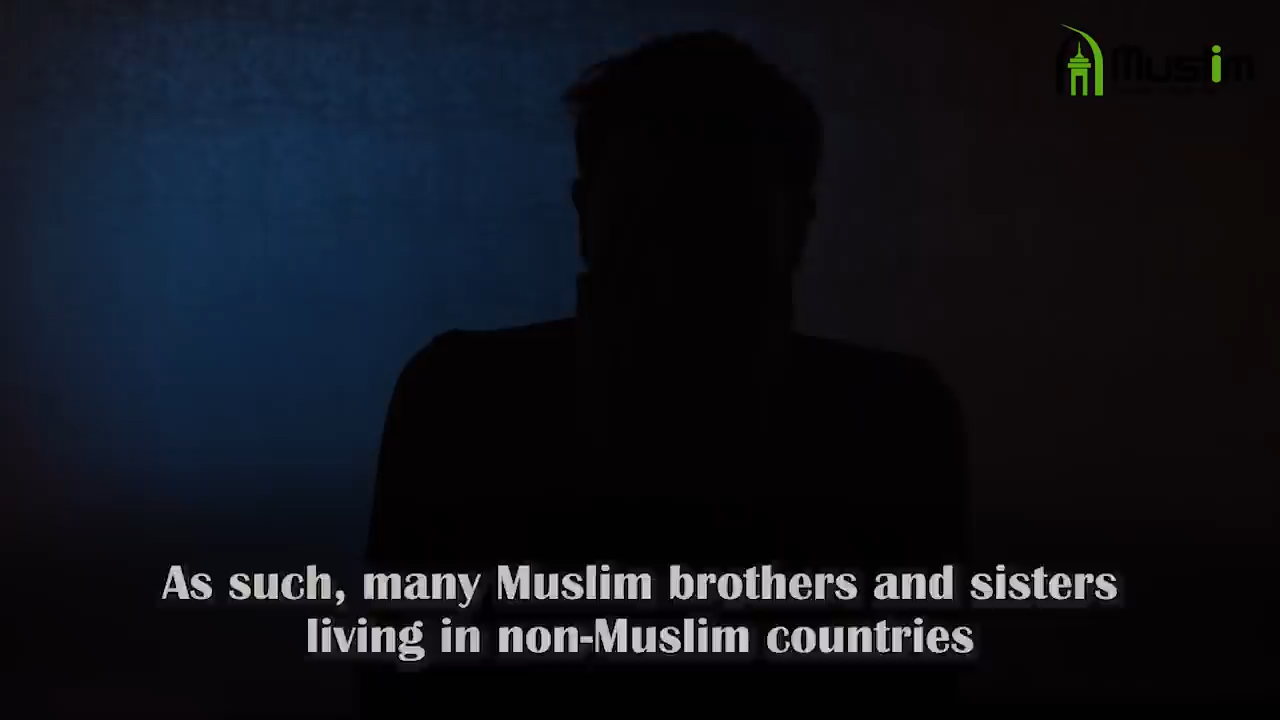 Muslim
As such, many Muslim brothers and sisters
living in non-Muslim countries